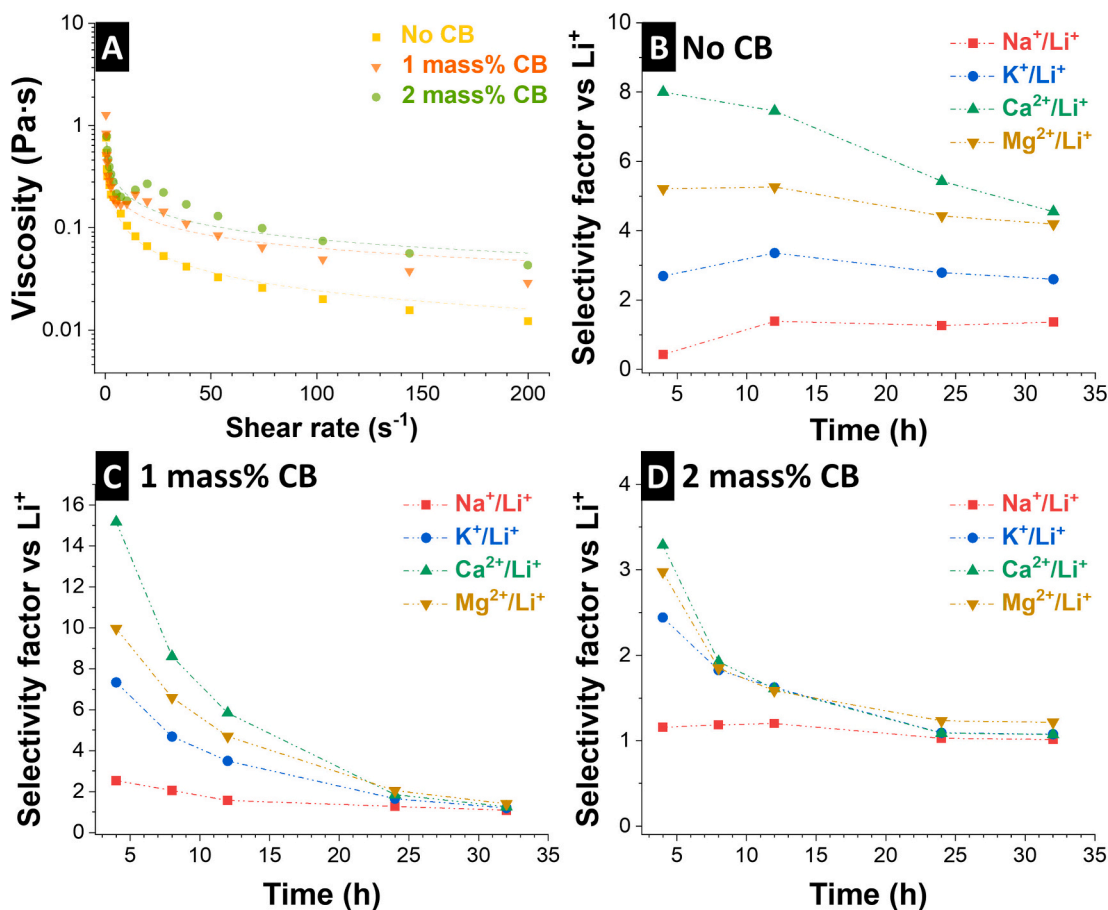 A
Viscosity (Pa·s)
10
1
0.1
0.01
No CB
1 mass% CB
2 mass% CB
0 50 100 150 200
Shear rate (s⁻¹)
B No CB
Selectivity factor vs Li⁺
10
8
6
4
2
0
Na⁺/Li⁺
K⁺/Li⁺
Ca²⁺/Li⁺
Mg²⁺/Li⁺
5 10 15 20 25 30 35
Time (h)
C 1 mass% CB
Selectivity factor vs Li⁺
16
14
12
10
8
6
4
2
0
Na⁺/Li⁺
K⁺/Li⁺
Ca²⁺/Li⁺
Mg²⁺/Li⁺
5 10 15 20 25 30 35
Time (h)
D 2 mass% CB
Selectivity factor vs Li⁺
4
3
2
1
0
Na⁺/Li⁺
K⁺/Li⁺
Ca²⁺/Li⁺
Mg²⁺/Li⁺
5 10 15 20 25 30 35
Time (h)